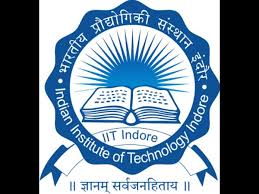 भारतीय प्रौद्योगिकी संस्थान इंदौर
IIT Indore
Indian Institute of Technology Indore
॥ ज्ञानम् सर्वजनहिताय ॥